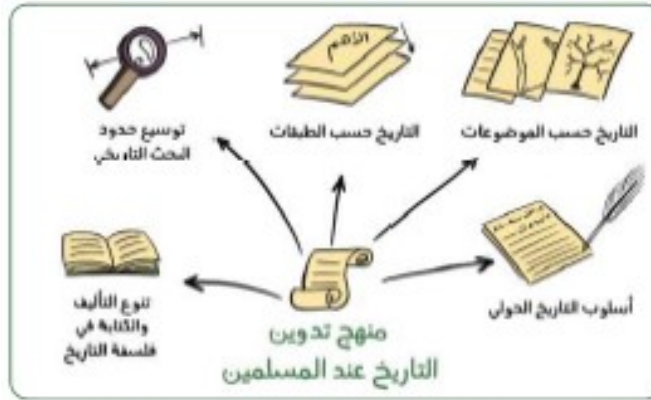 التاريخ حسب الموضوعات
الأهم
التاريخ حسب الطبقات
توسيع حدود
البحث التاريخي
أسلوب التاريخ الحولي
تنوع التأليف
والكتابة في
فلسفة التاريخ
منهج تدوين
التاريخ عند المسلمين